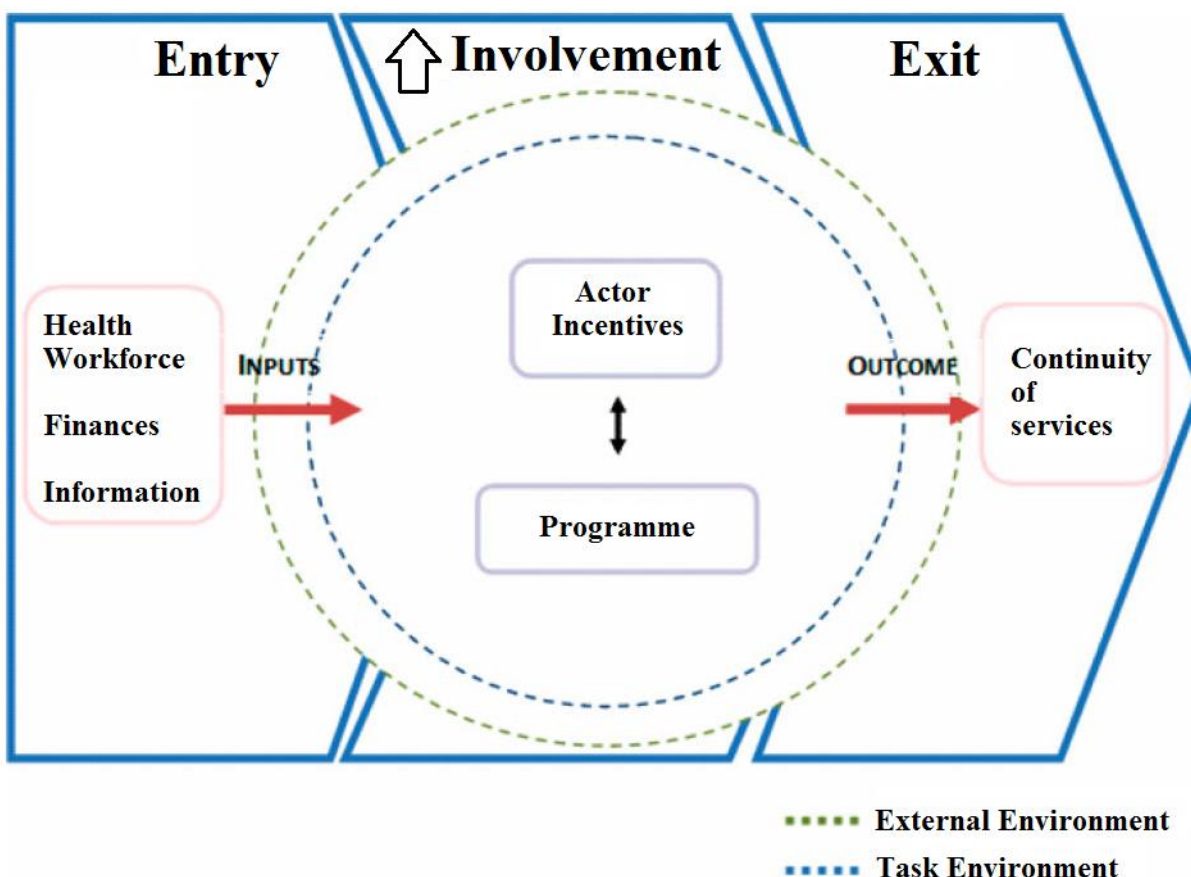 Entry
Involvement
Exit
Health
Workforce
Finances
Information
INPUTS
Actor
Incentives
Programme
OUTCOME
Continuity
of
services
External Environment
Task Environment